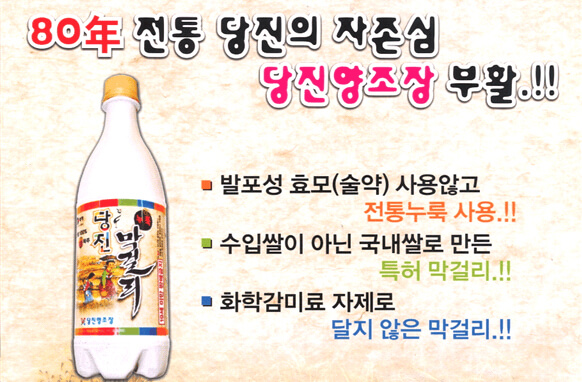 80年 전통 당진의 자존심
당진양조장 부활.!!
발포성 효모(술약) 사용않고
전통누룩 사용.!!
수입쌀이 아닌 국내쌀로 만든
특허 막걸리.!!
화학감미료 자제로
달지 않은 막걸리.!!
당진
막걸리
당진양조장